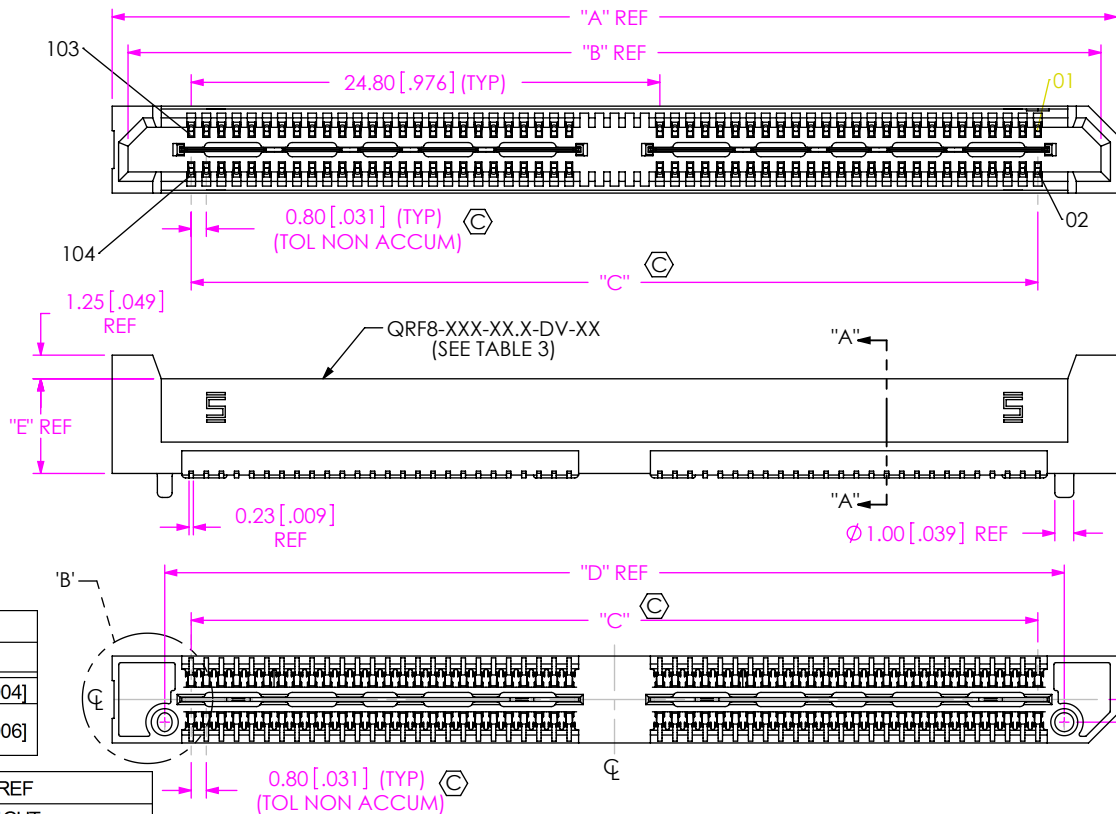 "A" REF
103
"B" REF
24.80 [.976] (TYP)
01
0.80 [.031] (TYP)
(TOL NON ACCUM)
C
02
104
C
"C"
1.25 [.049]
REF
QRF8-XXX-XX.X-DV-XX
(SEE TABLE 3)
"A"
"E" REF
0.23 [.009]
REF
"A"
Ø1.00 [.039] REF
'B'
"D" REF
"C"
C
04]
06]
℄
℄
0.80 [.031] (TYP)
(TOL NON ACCUM)
C
REF